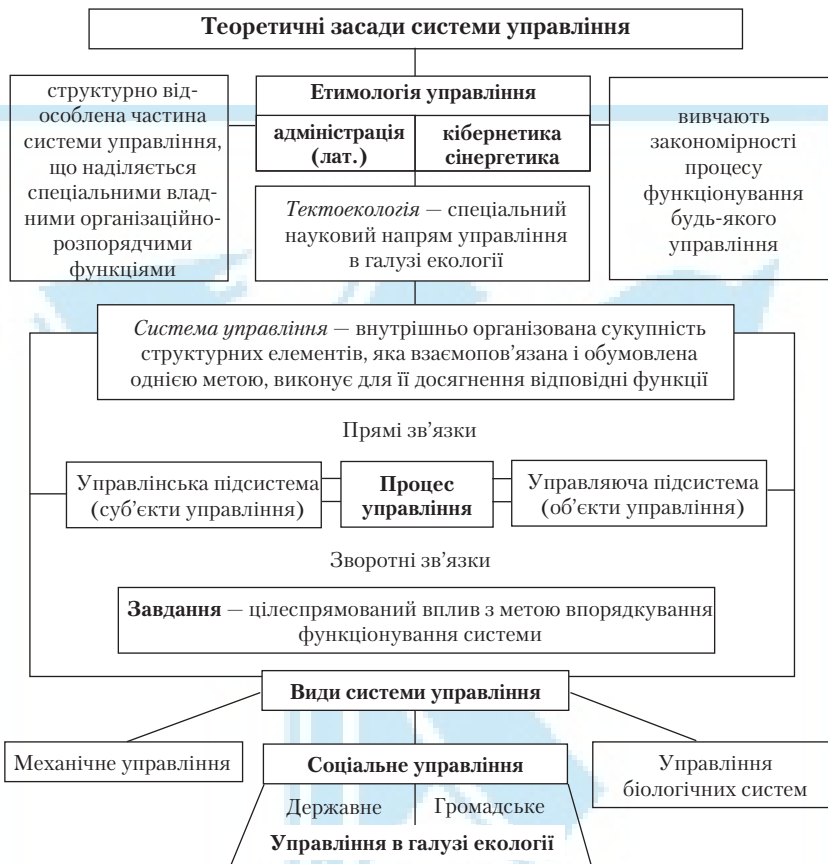 Теоретичні засади системи управління
структурно від-
особлена частина
системи управління,
що наділяється
спеціальними влад-
ними організаційно-
розпорядчими
функціями
Етимологія управління
адміністрація
(лат.)
кібернетика
сінергетика
вивчають
закономірності
процесу
функціонування
будь-якого
управління
Тектоекологія — спеціальний
науковий напрям управління
в галузі екології
Система управління — внутрішньо організована сукупність
структурних елементів, яка взаємопов’язана і обумовлена
однією метою, виконує для її досягнення відповідні функції
Прямі зв’язки
Управлінська підсистема
(суб’єкти управління)
Процес
управління
Управляюча підсистема
(об’єкти управління)
Зворотні зв’язки
Завдання — цілеспрямований вплив з метою впорядкування
функціонування системи
Види системи управління
Механічне управління
Соціальне управління
Державне
Громадське
Управління
біологічних систем
Управління в галузі екології